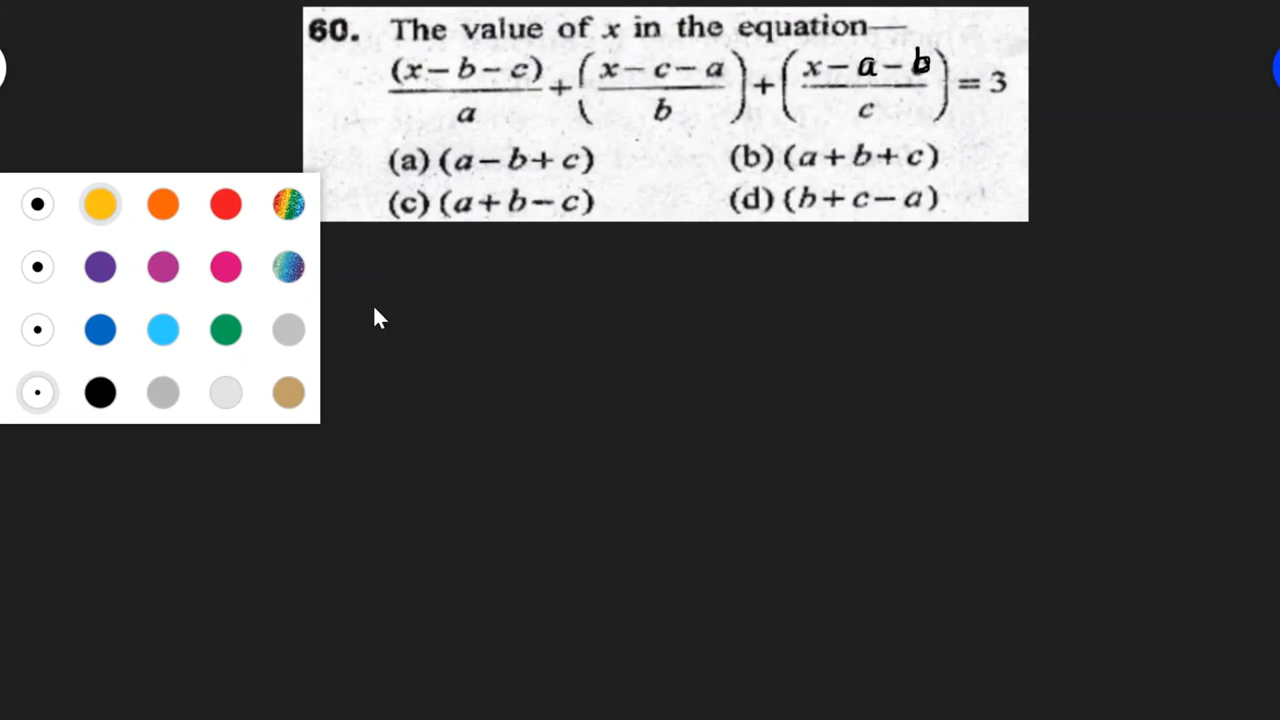 60. The value of x in the equation—
(x-b-c)/a + ((x-c-a)/b) + ((x-a-b)/c) = 3
(a) (a-b+c) (b) (a+b+c)
(c) (a+b-c) (d) (b+c-a)